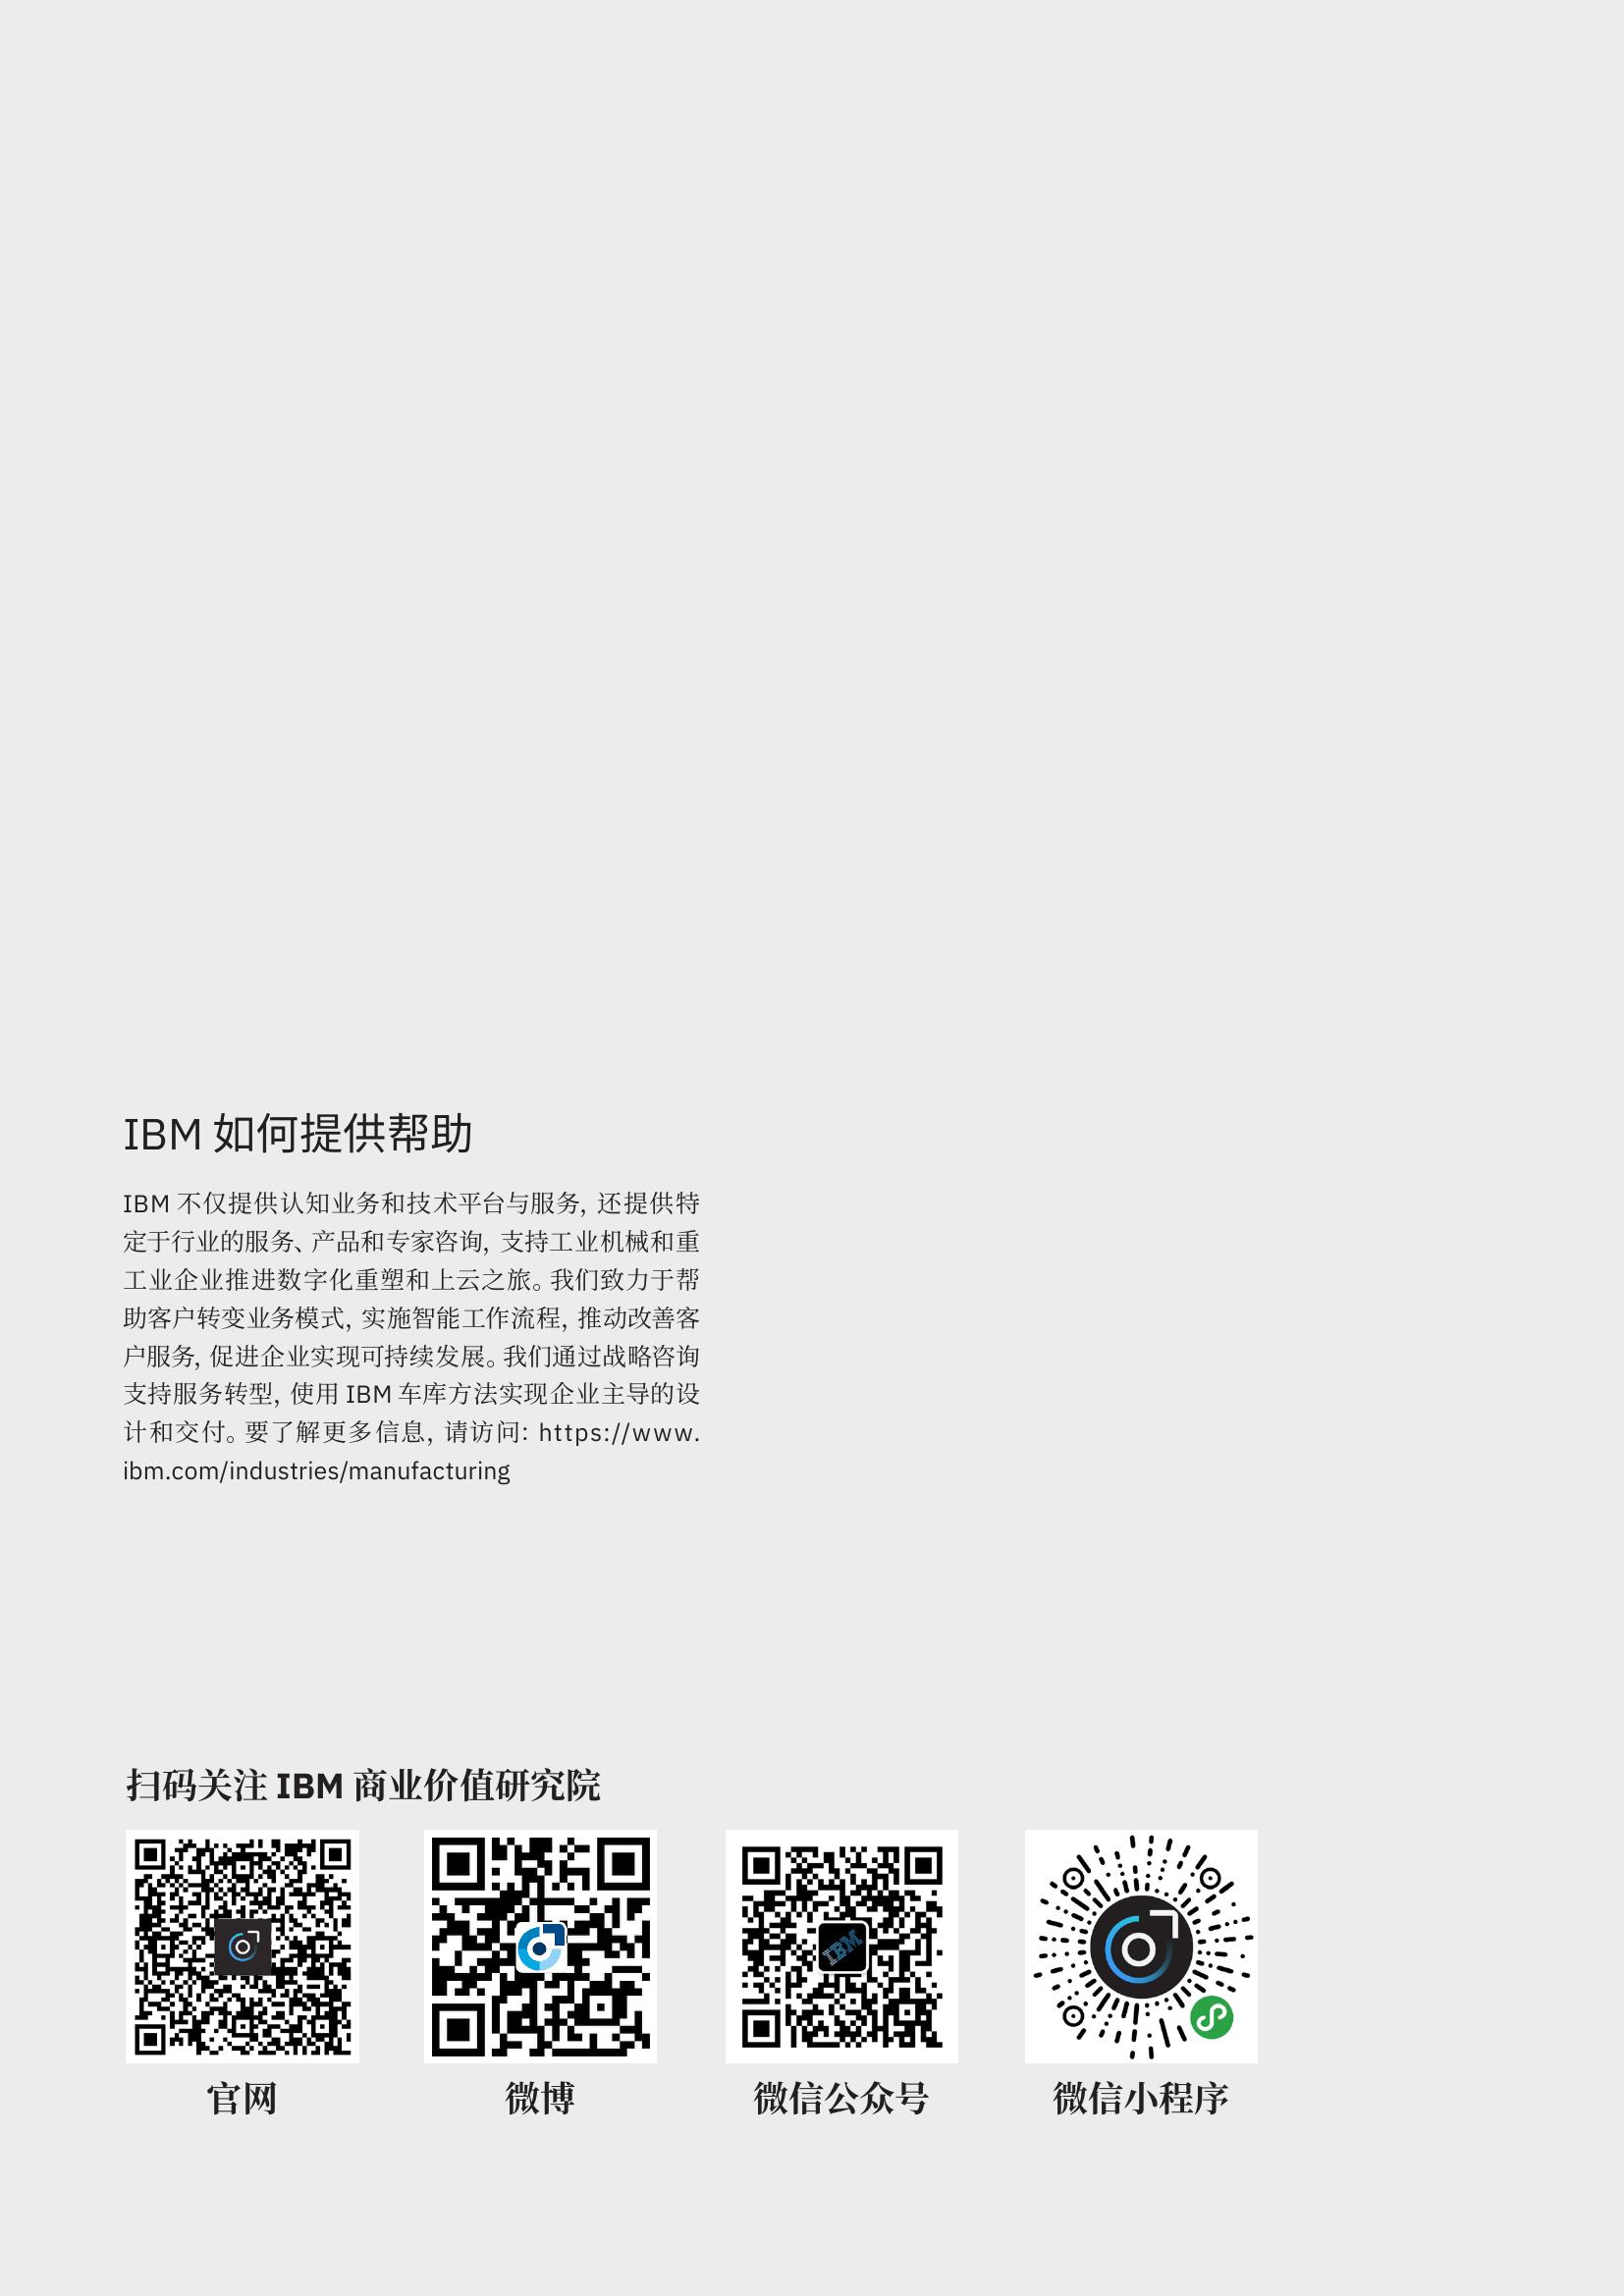 IBM 如何提供帮助
IBM 不仅提供认知业务和技术平台与服务, 还提供特
定于行业的服务、产品和专家咨询, 支持工业机械和重
工业企业推进数字化重塑和上云之旅。我们致力于帮
助客户转变业务模式, 实施智能工作流程, 推动改善客
户服务, 促进企业实现可持续发展。我们通过战略咨询
支持服务转型, 使用 IBM 车库方法实现企业主导的设
计和交付。要了解更多信息, 请访问: https://www.
ibm.com/industries/manufacturing
扫码关注 IBM 商业价值研究院
IBM
官网 微博 微信公众号 微信小程序